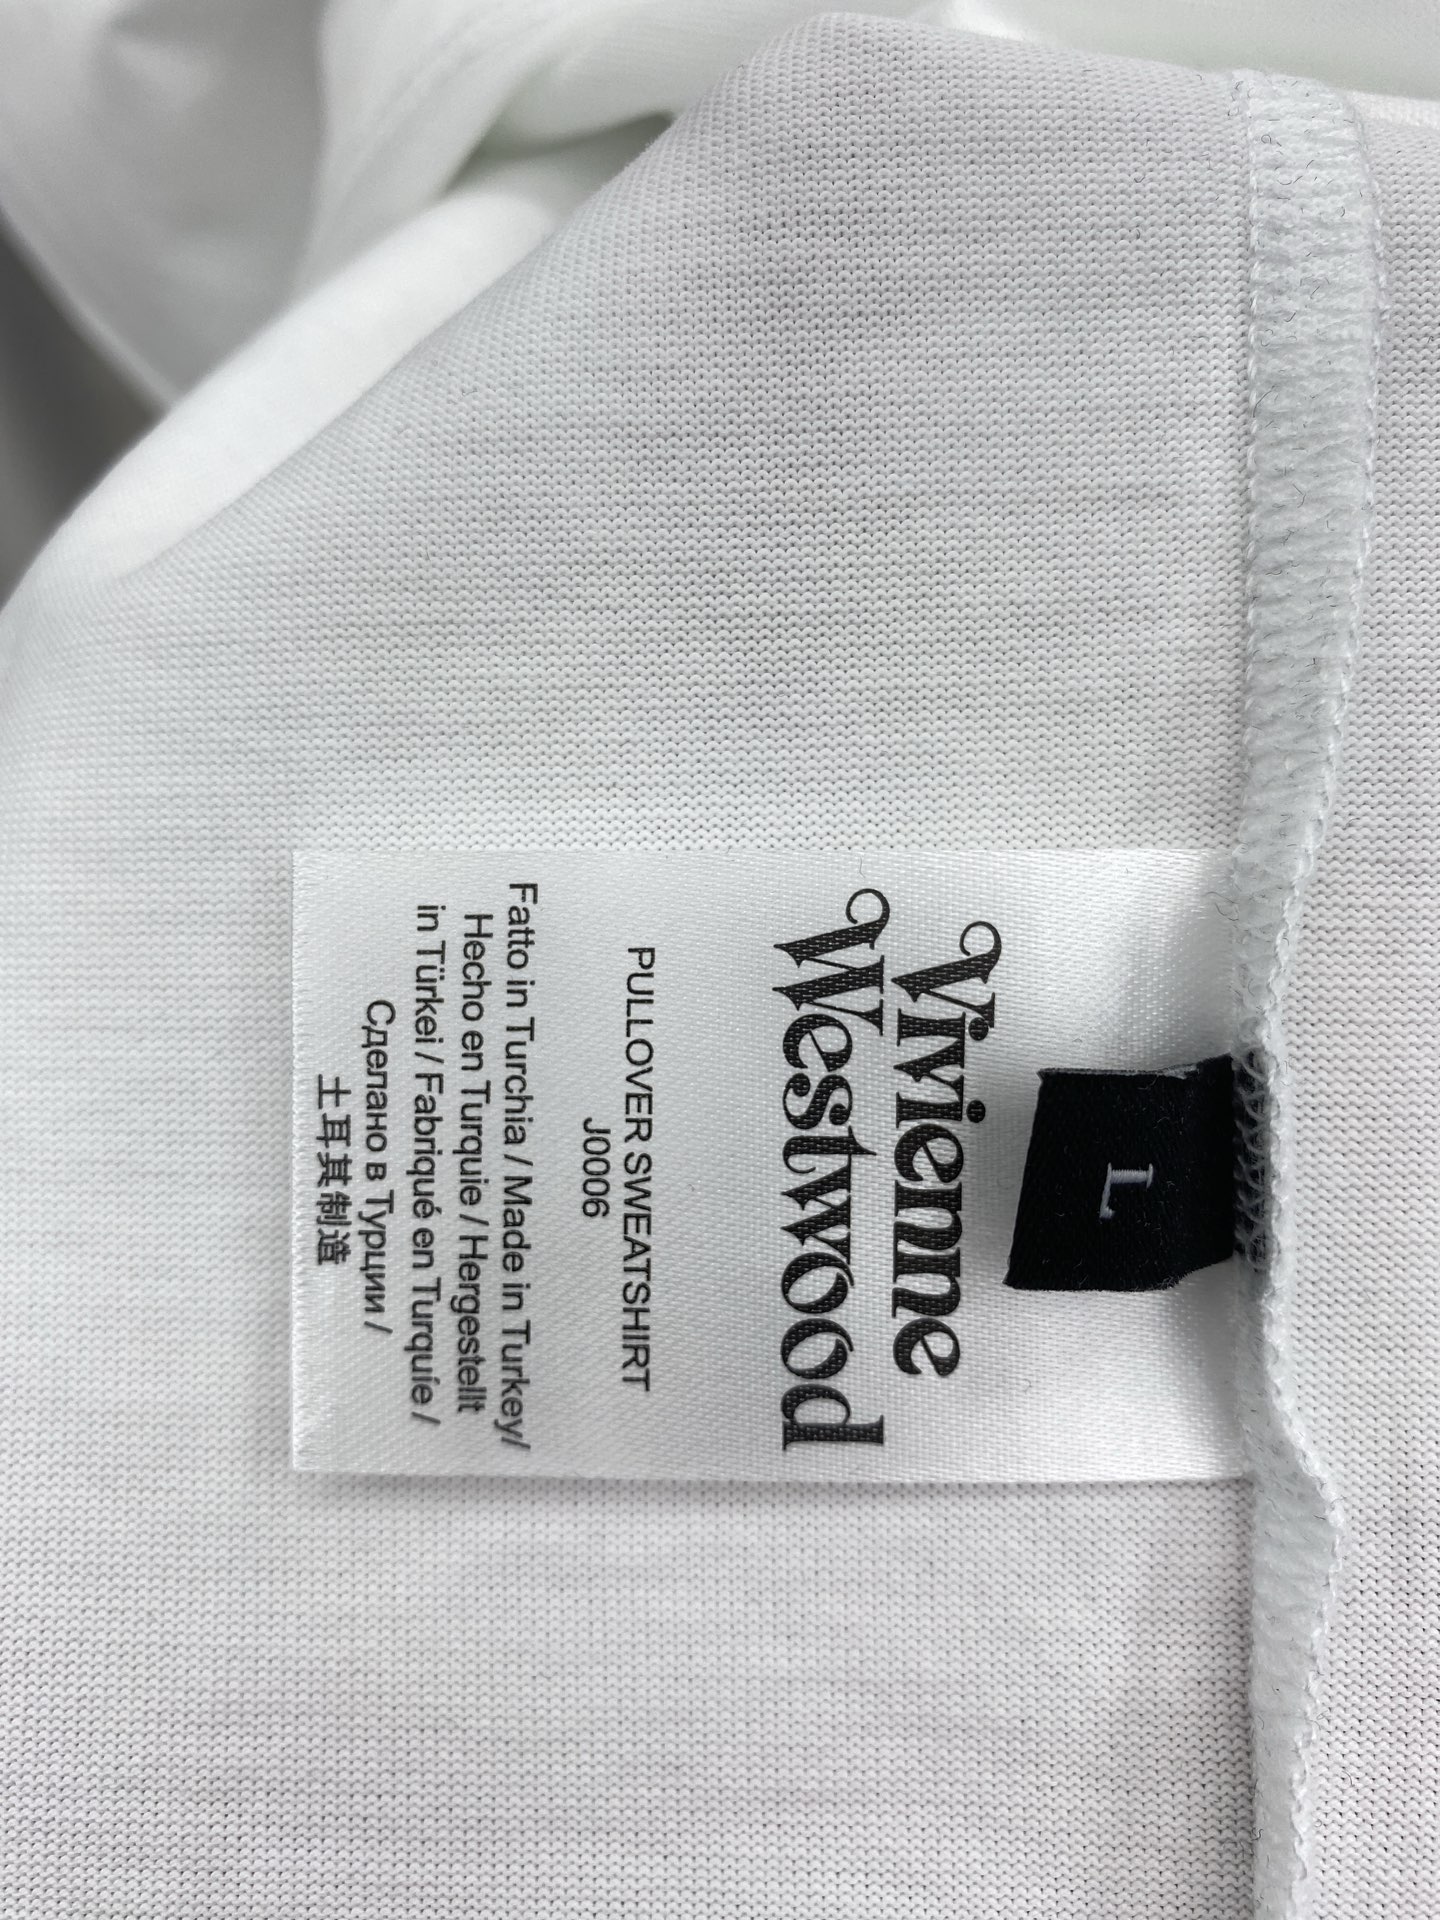 L
Vivienne
Westwood
PULLOVER SWEATSHIRT
J0006
Fatto in Turchia / Made in Turkey/
Hecho en Turquie / Hergestellt
in Türkei / Fabriqué en Turquíe /
Сделано в Турции /
土耳其制造